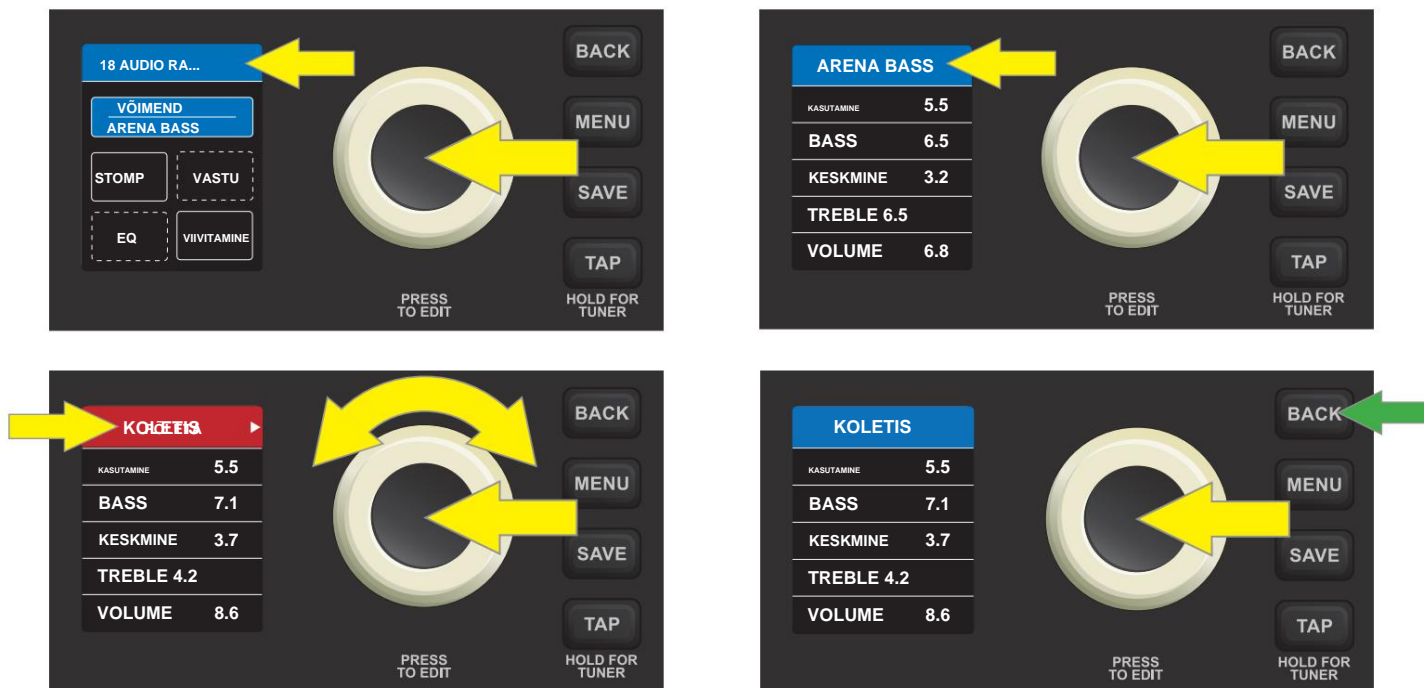 18 AUDIO RA...
VÕIMEND
ARENA BASS
STOMP
VASTU
EQ
VIIVITAMINE
BACK
MENU
SAVE
TAP
PRESS
TO EDIT
HOLD FOR
TUNER
ARENA BASS
KASUTAMINE 5.5
BASS 6.5
KESKMINE 3.2
TREBLE 6.5
VOLUME 6.8
BACK
MENU
SAVE
TAP
PRESS
TO EDIT
HOLD FOR
TUNER
KOLETIS
KASUTAMINE 5.5
BASS 7.1
KESKMINE 3.7
TREBLE 4.2
VOLUME 8.6
BACK
MENU
SAVE
TAP
PRESS
TO EDIT
HOLD FOR
TUNER
KOLETIS
KASUTAMINE 5.5
BASS 7.1
KESKMINE 3.7
TREBLE 4.2
VOLUME 8.6
BACK
MENU
SAVE
TAP
PRESS
TO EDIT
HOLD FOR
TUNER